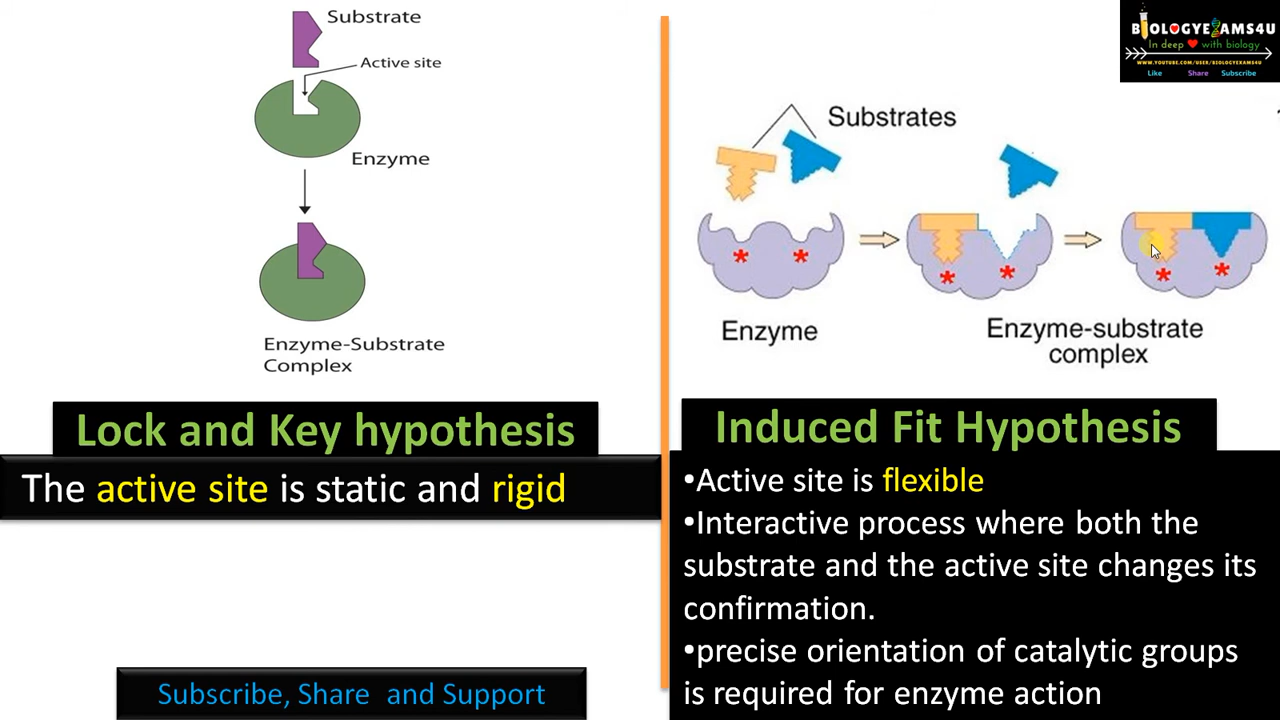 Substrate
Active site
Enzyme
Enzyme-Substrate
Complex
Lock and Key hypothesis
The active site is static and rigid
Subscribe, Share and Support
BIOLOGYEXAMS4U
In deep ❤ with biology
WWW.YOUTUBE.COM/USER/BIOLOGYEXAMS4U
Like Share Subscribe
Substrates
* *
* *
* *
Enzyme
Enzyme-substrate
complex
Induced Fit Hypothesis
•Active site is flexible
•Interactive process where both the
substrate and the active site changes its
confirmation.
•precise orientation of catalytic groups
is required for enzyme action